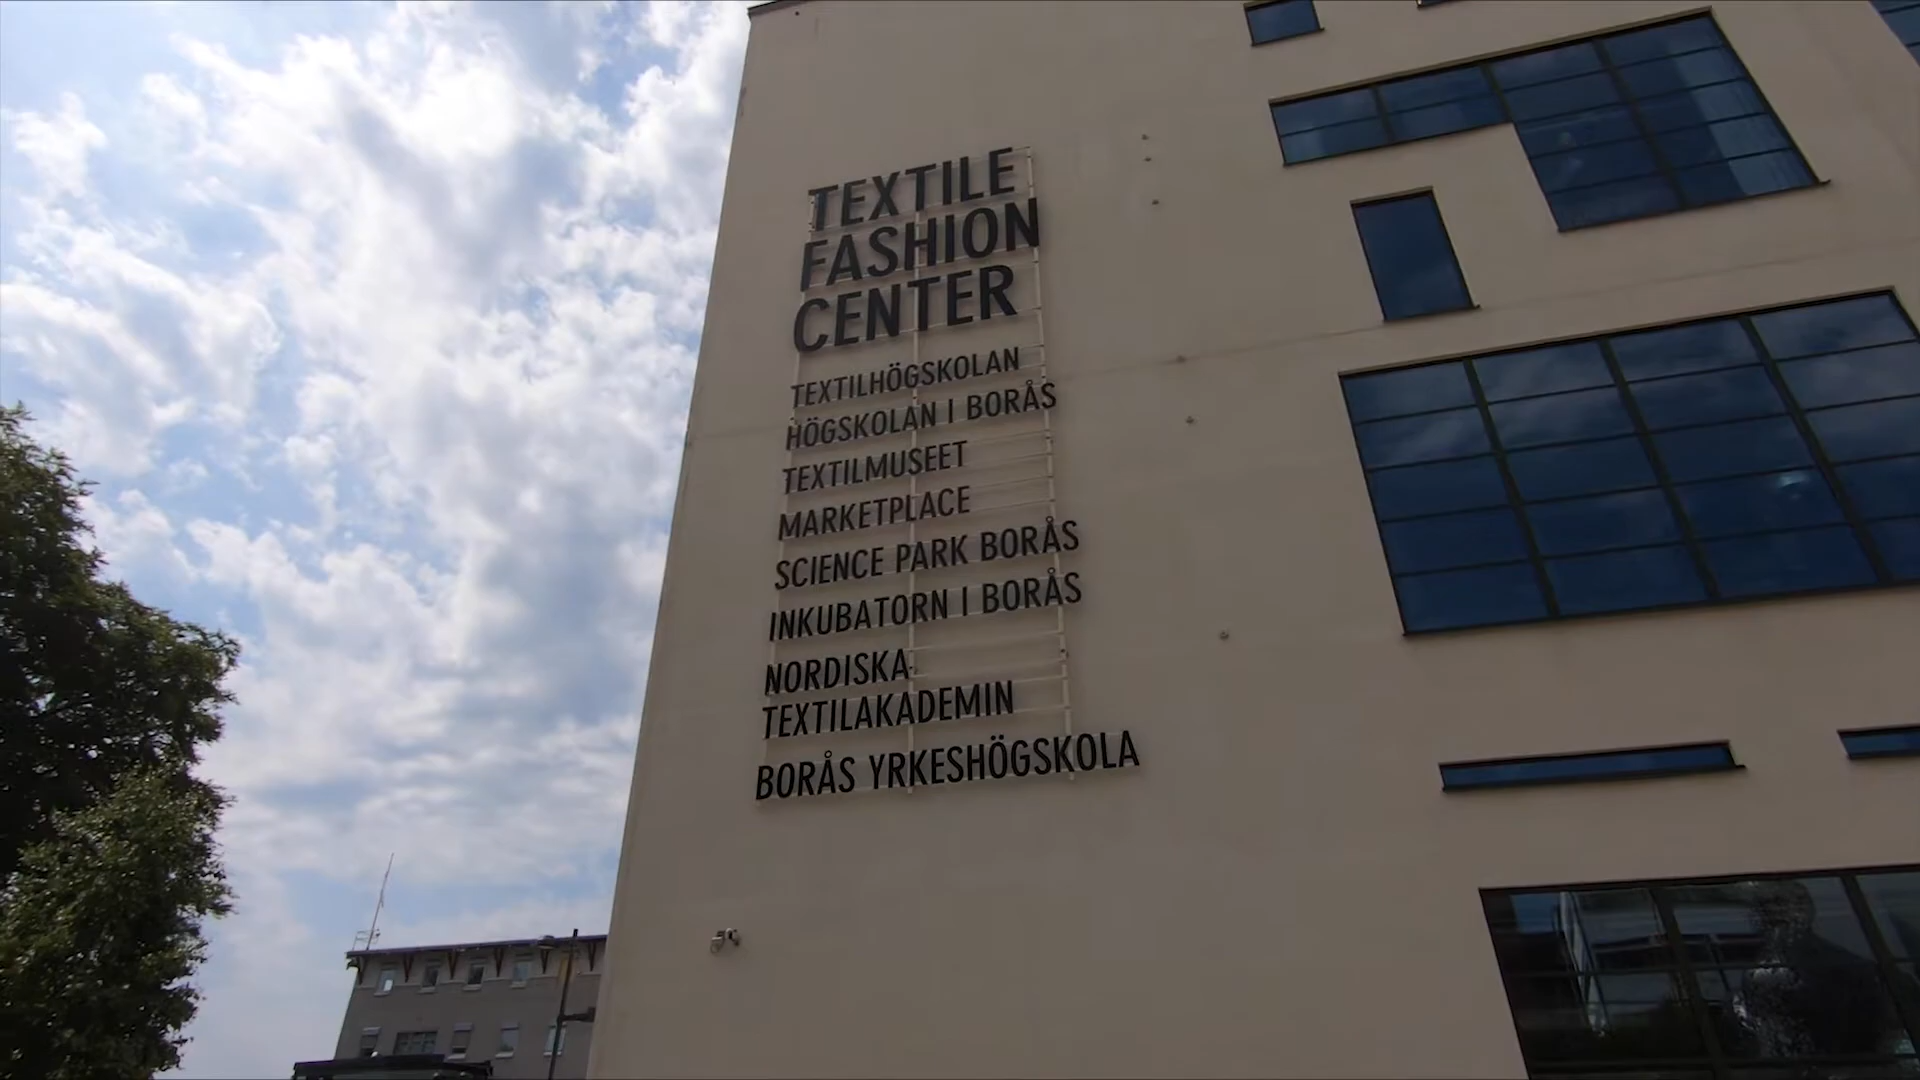 TEXTILE
FASHION
CENTER
TEXTILHÖGSKOLAN
HÖGSKOLAN I BORÅS
TEXTILMUSEET
MARKETPLACE
SCIENCE PARK BORÅS
INKUBATORN I BORÅS
NORDISKA
TEXTILAKADEMIN
BORÅS YRKESHÖGSKOLA